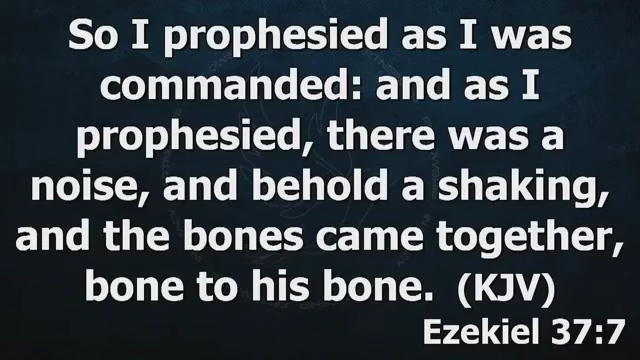 So I prophesied as I was
commanded: and as I
prophesied, there was a
noise, and behold a shaking,
and the bones came together,
bone to his bone. (KJV)
Ezekiel 37:7